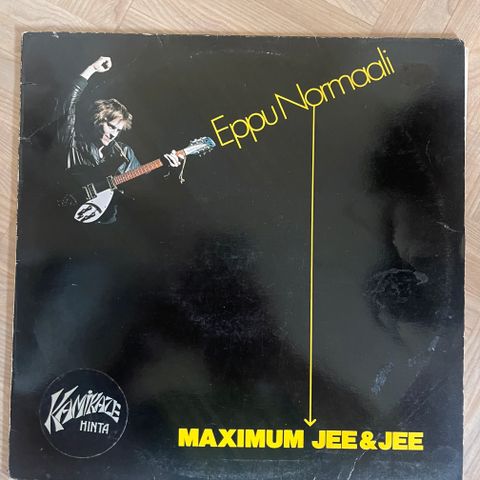 Eppu Normaali
MAXIMUM JEE&JEE
KAMIKAZE
HINTA